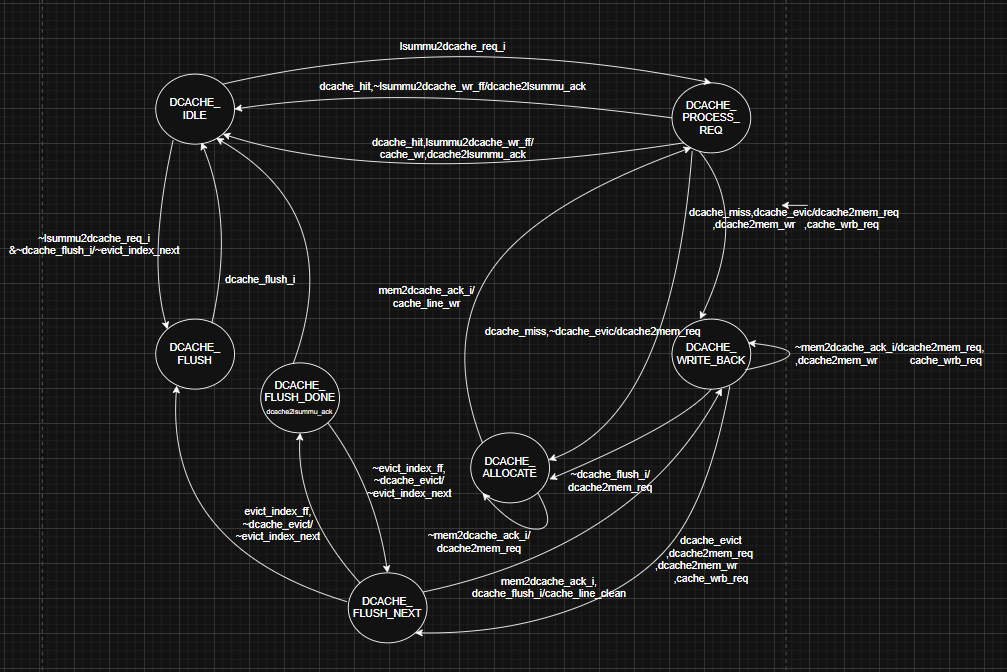 lsummu2dcache_req_i
dcache_hit,~lsummu2dcache_wr_ff/dcache2lsummu_ack
DCACHE_
IDLE
DCACHE_
PROCESS_
REQ
dcache_hit,lsummu2dcache_wr_ff/
cache_wr,dcache2lsummu_ack
dcache_miss,dcache_evic/dcache2mem_req
,dcache2mem_wr ,cache_wrb_req
~lsummu2dcache_req_i
&~dcache_flush_i/~evict_index_next
dcache_flush_i
mem2dcache_ack_i/
cache_line_wr
dcache_miss,~dcache_evic/dcache2mem_req
DCACHE_
FLUSH
DCACHE_
WRITE_BACK
~mem2dcache_ack_i/dcache2mem_req,
,dcache2mem_wr cache_wrb_req
DCACHE_
FLUSH_DONE
dcache2lsummu_ack
DCACHE_
ALLOCATE
~evict_index_ff,
~dcache_evict/
~evict_index_next
~dcache_flush_i/
dcache2mem_req
evict_index_ff,
~dcache_evict/
~evict_index_next
~mem2dcache_ack_i/
dcache2mem_req
dcache_evict
,dcache2mem_req
,dcache2mem_wr
,cache_wrb_req
mem2dcache_ack_i,
dcache_flush_i/cache_line_clean
DCACHE_
FLUSH_NEXT